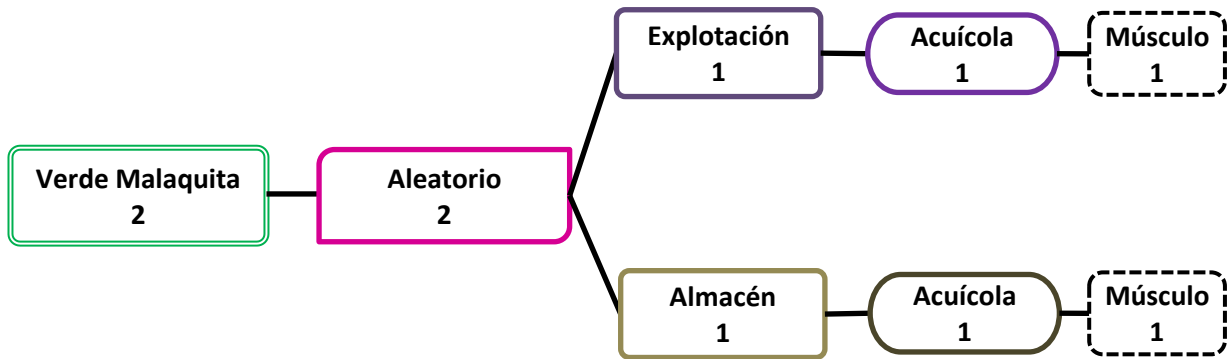 Verde Malaquita
2
Aleatorio
2
Explotación
1
Acuícola
1
Músculo
1
Almacén
1
Acuícola
1
Músculo
1